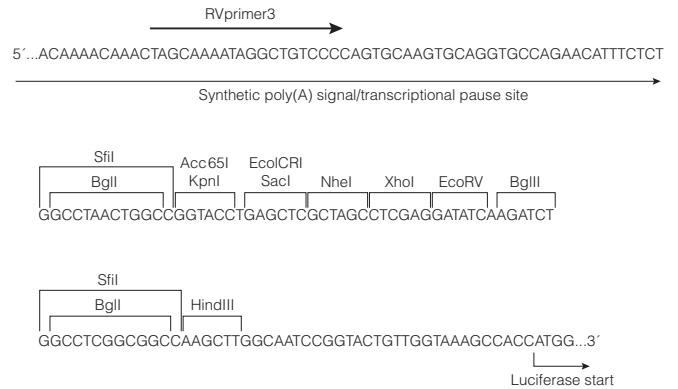 RVprimer3
5´...ACAAAACAAACTAGCAAAATAGGCTGTCCCCAGTGCAAGTGCAGGTGCCAGAACATTTCTCT
Synthetic poly(A) signal/transcriptional pause site
SfiI
Acc65I EcoICRI
BglI KpnI SacI NheI XhoI EcoRV BglII
GGCCTAACTGGCCGGTACCTGAGCTCGCTAGCCTCGAGGATATCAAGATCT
SfiI
BglI HindIII
GGCCTCGGCGGCCAAGCTTGGCAATCCGGTACTGTTGGTAAAGCCACCATGG...3´
Luciferase start